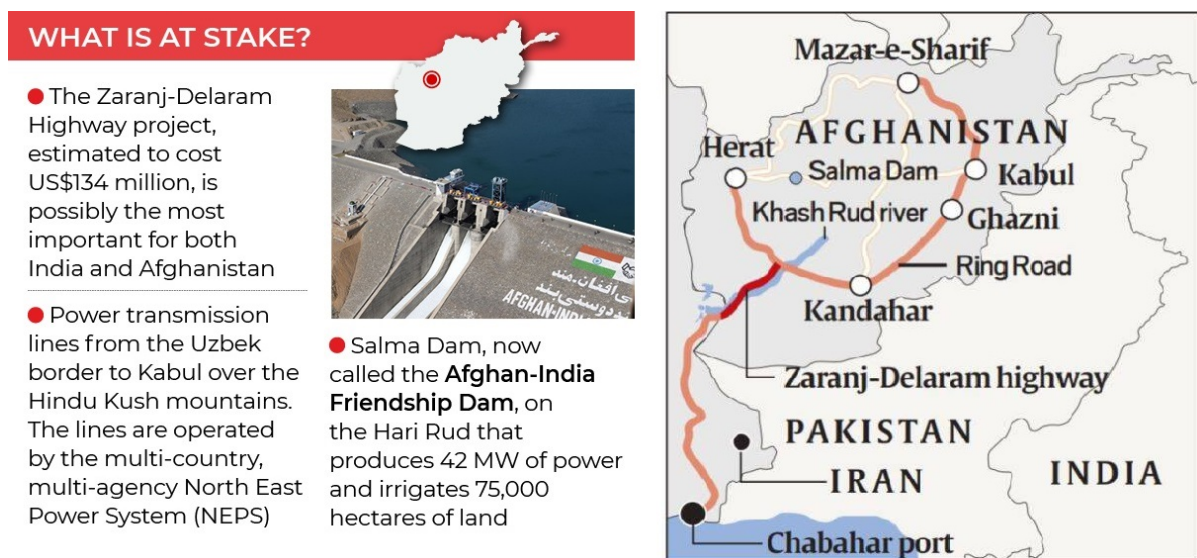 WHAT IS AT STAKE?
The Zaranj-Delaram
Highway project,
estimated to cost
US$134 million, is
possibly the most
important for both
India and Afghanistan
Power transmission
lines from the Uzbek
border to Kabul over the
Hindu Kush mountains.
The lines are operated
by the multi-country,
multi-agency North East
Power System (NEPS)
AFGHAN-INDI
Salma Dam, now
called the Afghan-India
Friendship Dam, on
the Hari Rud that
produces 42 MW of power
and irrigates 75,000
hectares of land
Mazar-e-Sharif
AFGHANISTAN
Herat
Salma Dam
Kabul
Khash Rud river
Ghazni
Ring Road
Kandahar
Zaranj-Delaram highway
PAKISTAN
IRAN
INDIA
Chabahar port